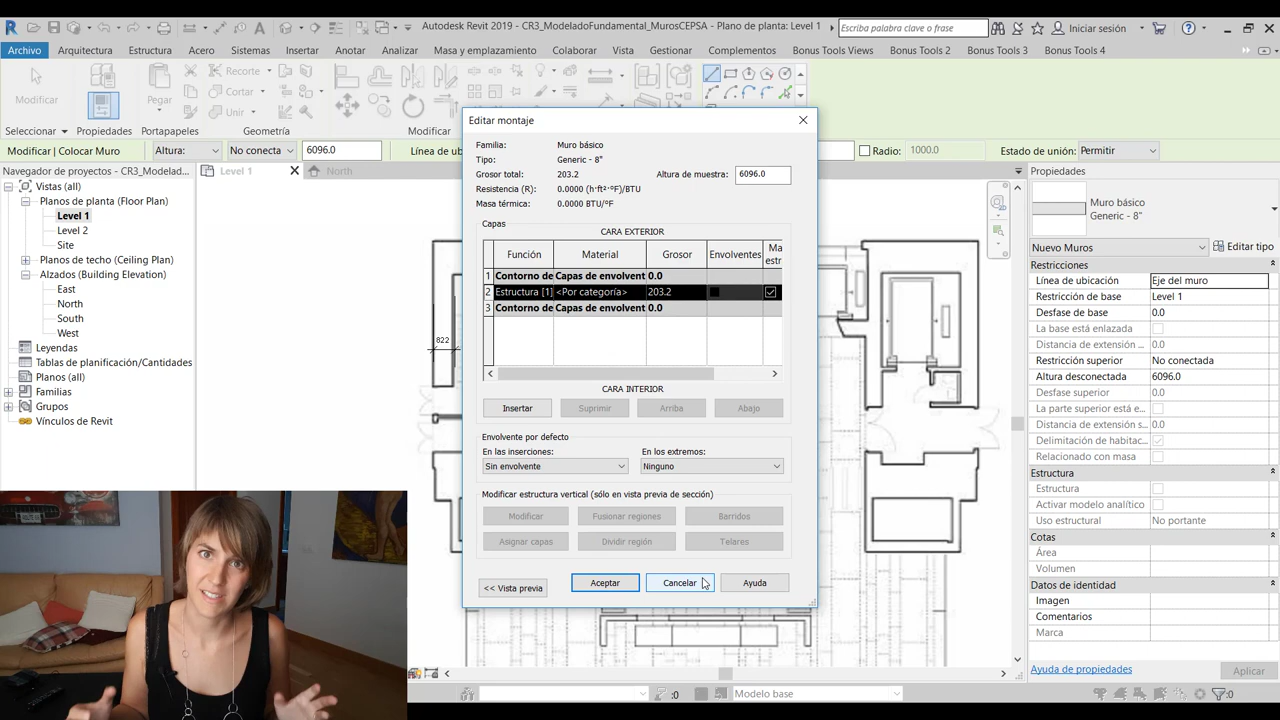 Autodesk Revit 2019 - CR3_ModeladoFundamental_MurosCEPSA - Plano de planta: Level 1
Escriba palabra clave o frase
Iniciar sesión
Archivo Arquitectura Estructura Acero Sistemas Insertar Anotar Analizar Masa y emplazamiento Colaborar Vista Gestionar Complementos Bonus Tools Views Bonus Tools 2 Bonus Tools 3 Bonus Tools 4
Modificar
Pegar
Recorte
Cortar
Unir
Seleccionar Propiedades Portapapeles Geometría Modificar
Modificar | Colocar Muro Altura: No conecta 6096.0 Radio: 1000.0 Estado de unión: Permitir
Navegador de proyectos - CR3_Modelad...
Vistas (all)
Planos de planta (Floor Plan)
Level 1
Level 2
Site
Planos de techo (Ceiling Plan)
Alzados (Building Elevation)
East
North
South
West
Leyendas
Tablas de planificación/Cantidades
Planos (all)
Familias
Grupos
Vínculos de Revit
Level 1
North
822
Editar montaje
Familia: Muro básico
Tipo: Generic - 8"
Grosor total: 203.2 Altura de muestra: 6096.0
Resistencia (R): 0.0000 (h·ft²·ºF)/BTU
Masa térmica: 0.0000 BTU/ºF
Capas
CARA EXTERIOR
Función Material Grosor Envolventes Ma
estr
1 Contorno de Capas de envolvent 0.0
2 Estructura [1] <Por categoría> 203.2
3 Contorno de Capas de envolvent 0.0
CARA INTERIOR
Insertar Suprimir Arriba Abajo
Envolvente por defecto
En las inserciones: En los extremos:
Sin envolvente Ninguno
Modificar estructura vertical (sólo en vista previa de sección)
Modificar Fusionar regiones Barridos
Asignar capas Dividir región Telares
<< Vista previa Aceptar Cancelar Ayuda
Propiedades
Muro básico
Generic - 8"
Nuevo Muros Editar tipo
Restricciones
Línea de ubicación Eje del muro
Restricción de base Level 1
Desfase de base 0.0
La base está enlazada
Distancia de extensión ... 0.0
Restricción superior No conectada
Altura desconectada 6096.0
Desfase superior 0.0
La parte superior está e...
Distancia de extensión s... 0.0
Delimitación de habitac...
Relacionado con masa
Estructura
Estructura
Activar modelo analítico
Uso estructural No portante
Cotas
Área
Volumen
Datos de identidad
Imagen
Comentarios
Marca
Ayuda de propiedades Aplicar
:0 Modelo base :0